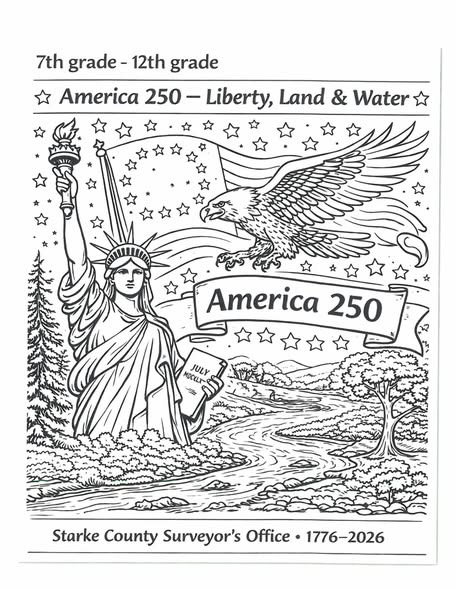 7th grade - 12th grade
☆ America 250 — Liberty, Land & Water ☆
America 250
JULY
Starke County Surveyor's Office • 1776–2026